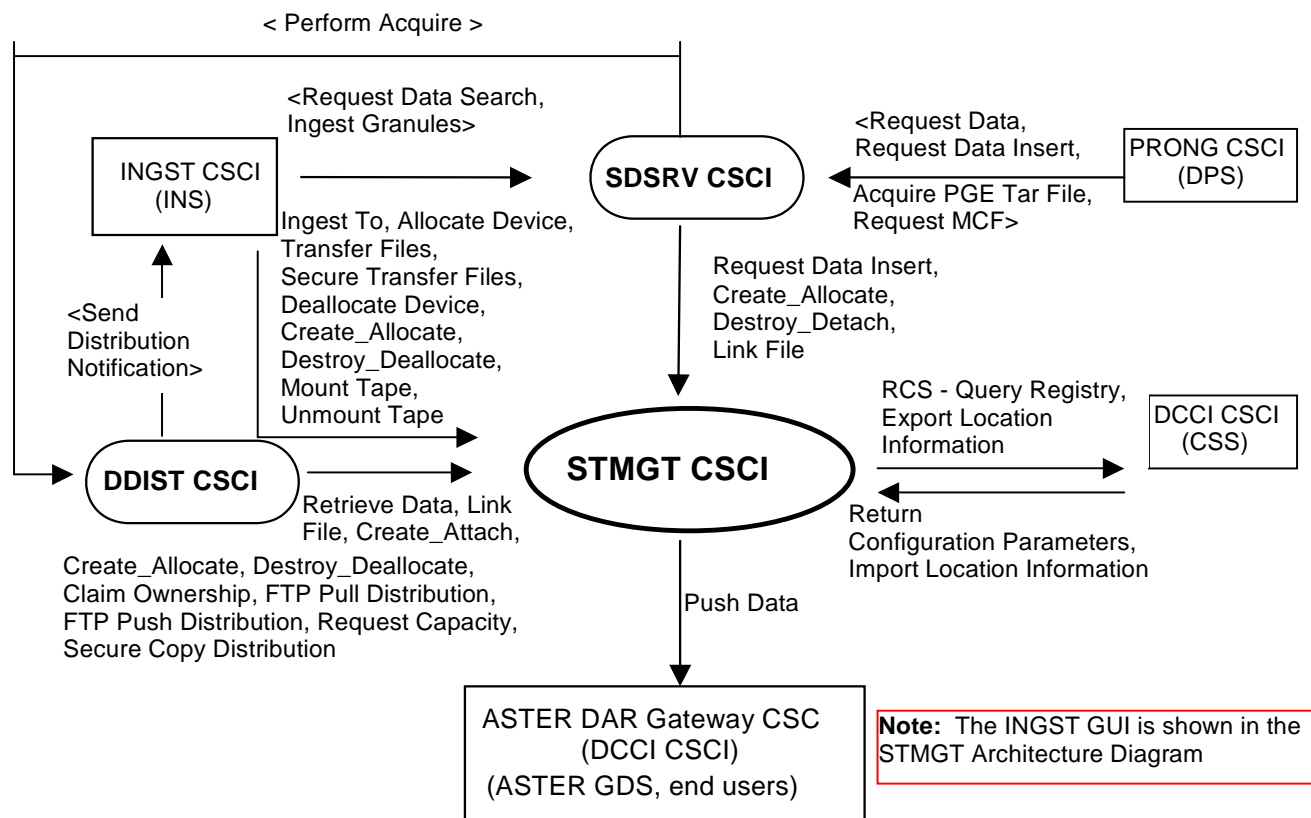 < Perform Acquire >
<Request Data Search,
Ingest Granules>
<Request Data,
Request Data Insert,
INGST CSCI
(INS)
SDSRV CSCI
PRONG CSCI
(DPS)
Acquire PGE Tar File,
Request MCF>
Ingest To, Allocate Device,
Transfer Files,
Secure Transfer Files,
Deallocate Device,
Create_Allocate,
Destroy_Deallocate,
Mount Tape,
Unmount Tape
Request Data Insert,
Create_Allocate,
Destroy_Detach,
Link File
<Send
Distribution
Notification>
RCS - Query Registry,
Export Location
Information
DCCI CSCI
(CSS)
DDIST CSCI
STMGT CSCI
Retrieve Data, Link
File, Create_Attach,
Create_Allocate, Destroy_Deallocate,
Claim Ownership, FTP Pull Distribution,
FTP Push Distribution, Request Capacity,
Secure Copy Distribution
Return
Configuration Parameters,
Import Location Information
Push Data
ASTER DAR Gateway CSC
(DCCI CSCI)
(ASTER GDS, end users)
Note: The INGST GUI is shown in the
STMGT Architecture Diagram